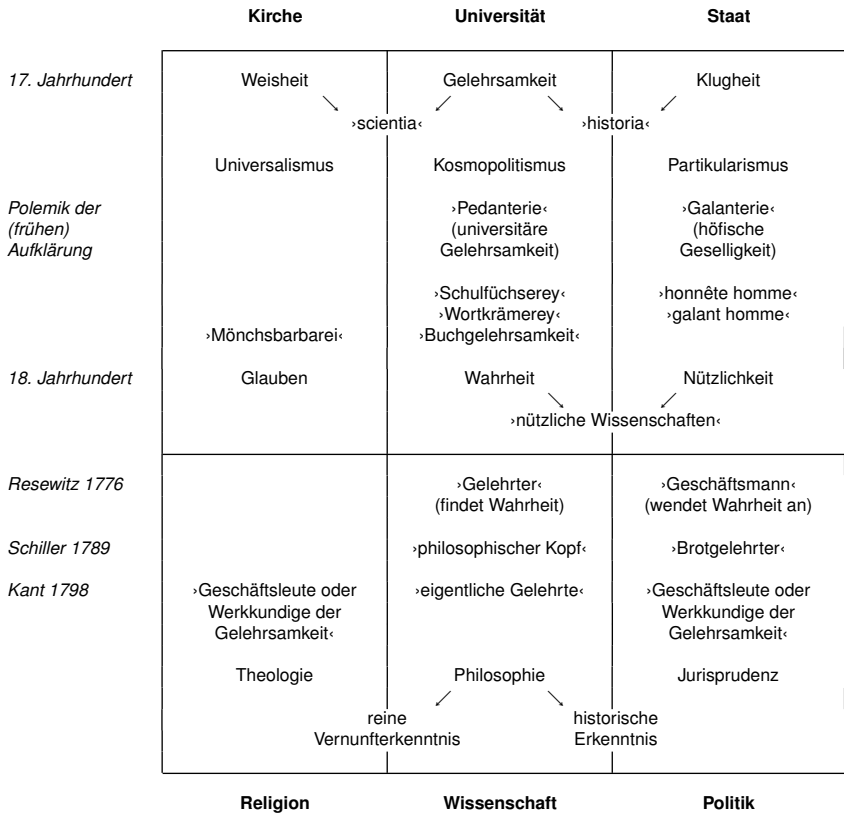 Kirche Universität Staat
17. Jahrhundert Weisheit Gelehrsamkeit Klugheit
›scientia‹ ›historia‹
Universalismus Kosmopolitismus Partikularismus
Polemik der ›Pedanterie‹ ›Galanterie‹
(frühen) (universitäre (höfische
Aufklärung Gelehrsamkeit) Geselligkeit)
›Schulfüchserey‹ ›honnête homme‹
›Wortkrämerey‹ ›galant homme‹
›Mönchsbarbarei‹ ›Buchgelehrsamkeit‹
18. Jahrhundert Glauben Wahrheit Nützlichkeit
›nützliche Wissenschaften‹
Resewitz 1776 ›Gelehrter‹ ›Geschäftsmann‹
(findet Wahrheit) (wendet Wahrheit an)
Schiller 1789 ›philosophischer Kopf‹ ›Brotgelehrter‹
Kant 1798 ›Geschäftsleute oder ›eigentliche Gelehrte‹ ›Geschäftsleute oder
Werkkundige der Werkkundige der
Gelehrsamkeit‹ Gelehrsamkeit‹
Theologie Philosophie Jurisprudenz
reine historische
Vernunfterkenntnis Erkenntnis
Religion Wissenschaft Politik